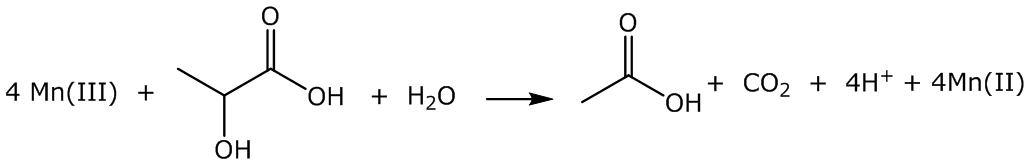 O O
4 Mn(III) + OH + H₂O OH + CO₂ + 4H⁺ + 4Mn(II)
OH